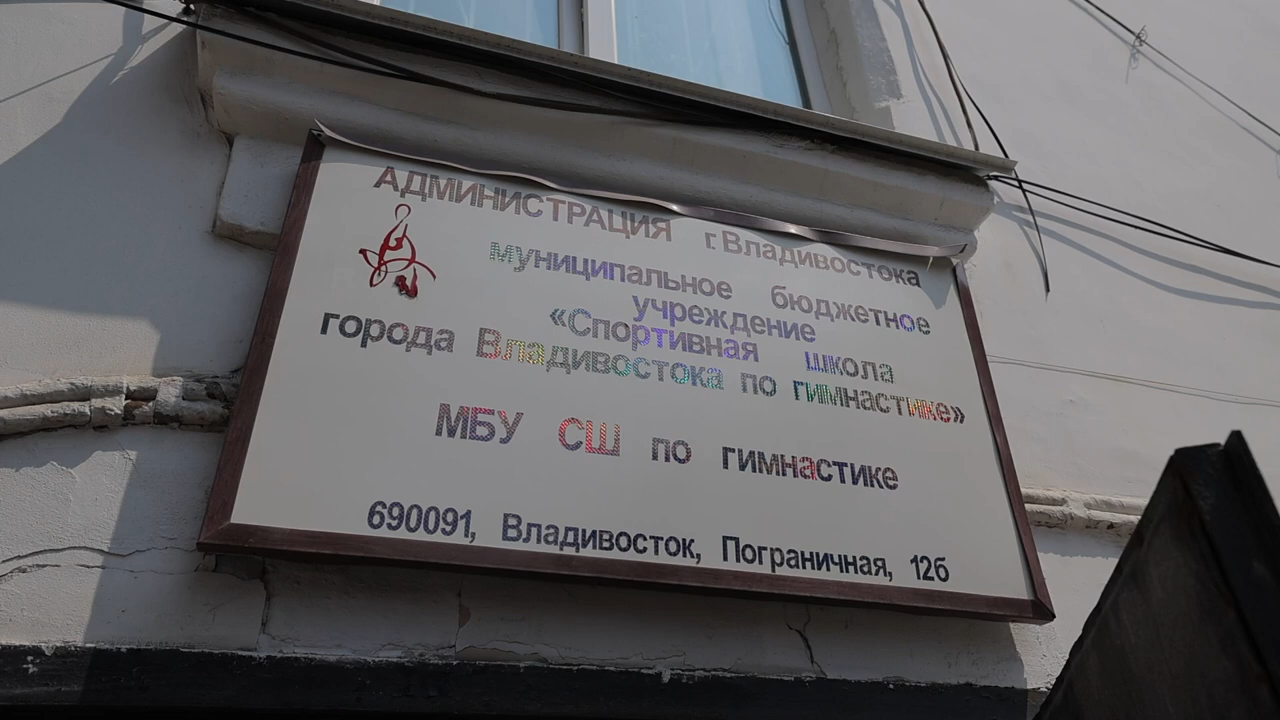 АДМИНИСТРАЦИЯ г.Владивостока
муниципальное бюджетное
учреждение
«Спортивная школа
города Владивостока по гимнастике»
МБУ СШ по гимнастике
690091, Владивосток, Пограничная, 12б